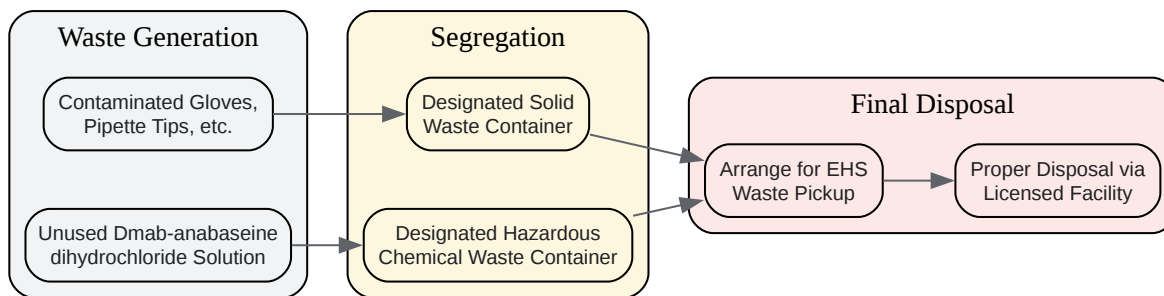 Waste Generation
Contaminated Gloves,
Pipette Tips, etc.
Unused Dmab-anabaseine
dihydrochloride Solution
Segregation
Designated Solid
Waste Container
Designated Hazardous
Chemical Waste Container
Final Disposal
Arrange for EHS
Waste Pickup
Proper Disposal via
Licensed Facility